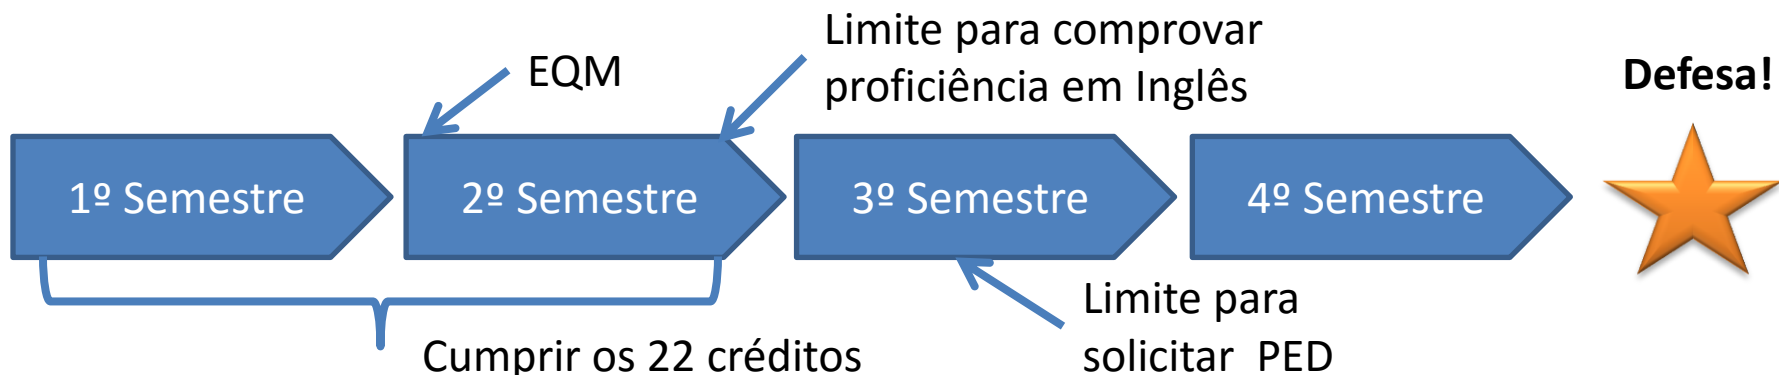 EQM
Limite para comprovar
proficiência em Inglês
Defesa!
1º Semestre
2º Semestre
3º Semestre
4º Semestre
Cumprir os 22 créditos
Limite para
solicitar PED